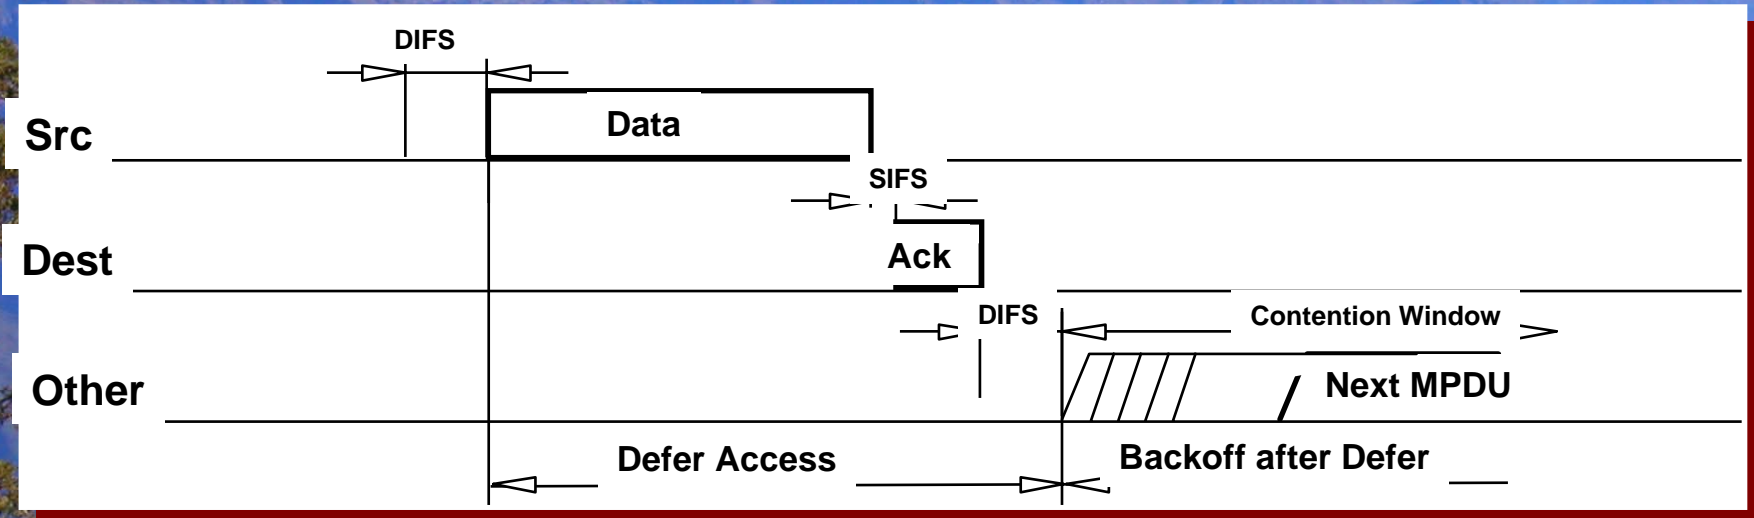 DIFS
Src
Data
SIFS
Dest
Ack
DIFS
Contention Window
Other
Next MPDU
Defer Access
Backoff after Defer